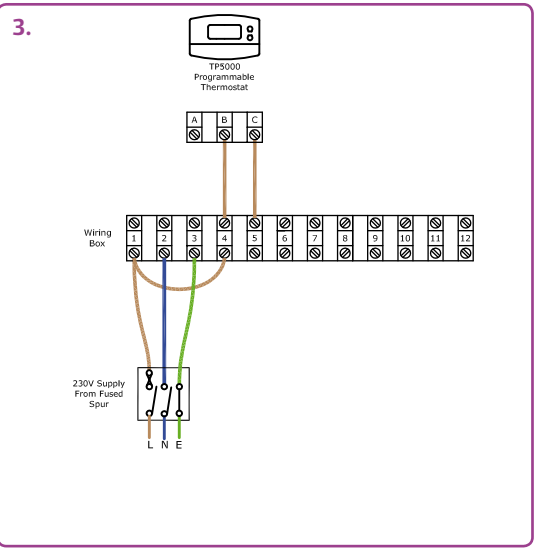 3.
TP5000
Programmable
Thermostat
A B C
Wiring
Box
1 2 3 4 5 6 7 8 9 10 11 12
230V Supply
From Fused
Spur
L N E